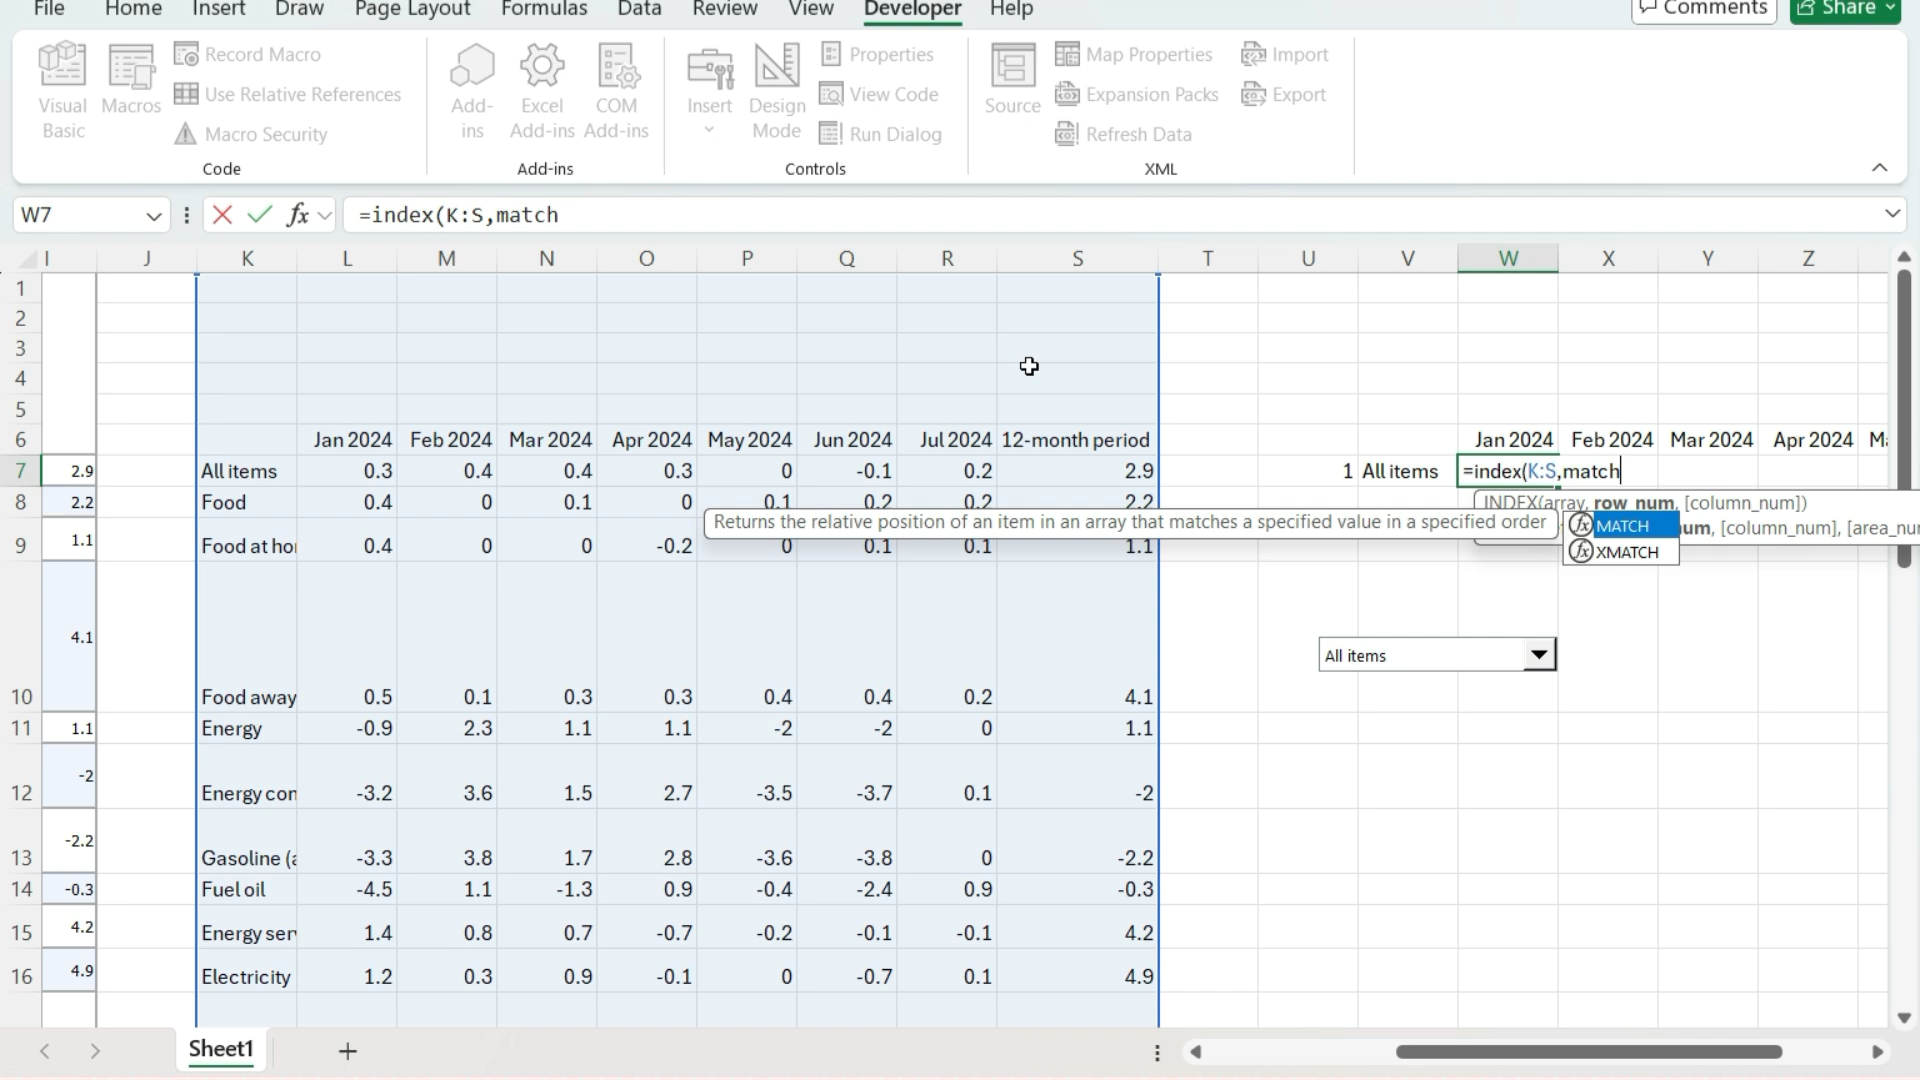 File Home Insert Draw Page Layout Formulas Data Review View Developer Help Comments Share
Visual Basic
Macros
Record Macro
Use Relative References
Macro Security
Code
Add-ins
Excel Add-ins
COM Add-ins
Add-ins
Insert
Design Mode
Properties
View Code
Run Dialog
Controls
Source
Map Properties
Expansion Packs
Refresh Data
Import
Export
XML
W7 fx =index(K:S,match
I J K L M N O P Q R S T U V W X Y Z
1
2
3
4
5
6 Jan 2024 Feb 2024 Mar 2024 Apr 2024 May 2024 Jun 2024 Jul 2024 12-month period Jan 2024 Feb 2024 Mar 2024 Apr 2024
7 2.9 All items 0.3 0.4 0.4 0.3 0 -0.1 0.2 2.9 1 All items =index(K:S,match
8 2.2 Food 0.4 0 0.1 0 0.1 0.2 0.2 2.2
INDEX(array, row_num, [column_num])
Returns the relative position of an item in an array that matches a specified value in a specified order
MATCH
[column_num],
XMATCH
9 1.1 Food at 0.4 0 0 -0.2 0 0.1 0.1 1.1
All items
10 4.1 Food away 0.5 0.1 0.3 0.3 0.4 0.4 0.2 4.1
11 1.1 Energy -0.9 2.3 1.1 1.1 -2 -2 0 1.1
12 -2 Energy -3.2 3.6 1.5 2.7 -3.5 -3.7 0.1 -2
13 -2.2 Gasoline -3.3 3.8 1.7 2.8 -3.6 -3.8 0 -2.2
14 -0.3 Fuel oil -4.5 1.1 -1.3 0.9 -0.4 -2.4 0.9 -0.3
15 4.2 Energy 1.4 0.8 0.7 -0.7 -0.2 -0.1 -0.1 4.2
16 4.9 Electricity 1.2 0.3 0.9 -0.1 0 -0.7 0.1 4.9
Sheet1